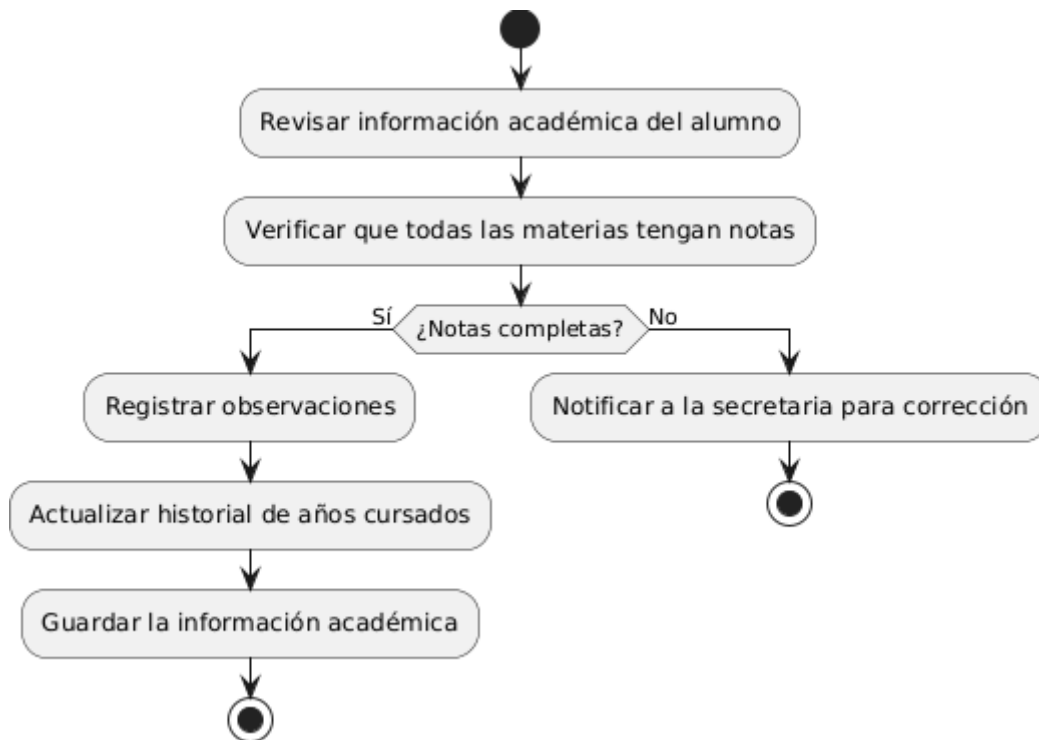 Revisar información académica del alumno
Verificar que todas las materias tengan notas
Sí
¿Notas completas?
No
Registrar observaciones
Notificar a la secretaria para corrección
Actualizar historial de años cursados
Guardar la información académica